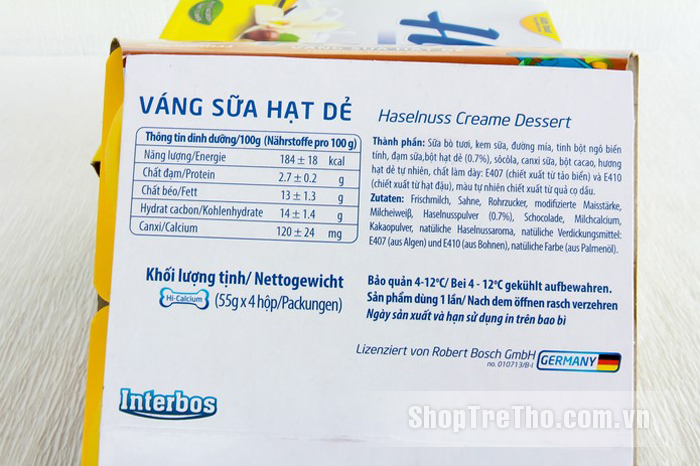 VÁNG SỮA HẠT DẺ
Haselnuss Creame Dessert
Thông tin dinh dưỡng/100g (Nährstoffe pro 100 g)
Năng lượng/Energie 184 ± 18 kcal
Chất đạm/Protein 2.7 ± 0.2 g
Chất béo/Fett 13 ± 1.3 g
Hydrat cacbon/Kohlenhydrate 14 ± 1.4 g
Canxi/Calcium 120 ± 24 mg
Thành phần: Sữa bò tươi, kem sữa, đường mía, tinh bột ngô biến
tính, đạm sữa,bột hạt dẻ (0.7%), sôcôla, canxi sữa, bột cacao, hương
hạt dẻ tự nhiên, chất làm dày: E407 (chiết xuất từ tảo biển) và E410
(chiết xuất từ hạt đậu), màu tự nhiên chiết xuất từ quả cọ dầu.
Zutaten: Frischmilch, Sahne, Rohrzucker, modifizierte Maisstärke,
Milcheiweiß, Haselnusspulver (0.7%), Schocolade, Milchcalcium,
Kakaopulver, natüliche Haselnussaroma, natüliche Verdickungsmittel:
E407 (aus Algen) und E410 (aus Bohnen), natüliche Farbe (aus Palmenöl).
Khối lượng tịnh/ Nettogewicht
Hi-Calcium (55g x 4 hộp/Packungen)
Bảo quản 4-12°C/ Bei 4 - 12°C gekühlt aufbewahren.
Sản phẩm dùng 1 lần/ Nach dem öffnen rasch verzehren
Ngày sản xuất và hạn sử dụng in trên bao bì
Lizenziert von Robert Bosch GmbH
no. 010713/B-I
GERMANY
Interbos
ShopTreTho.com.vn